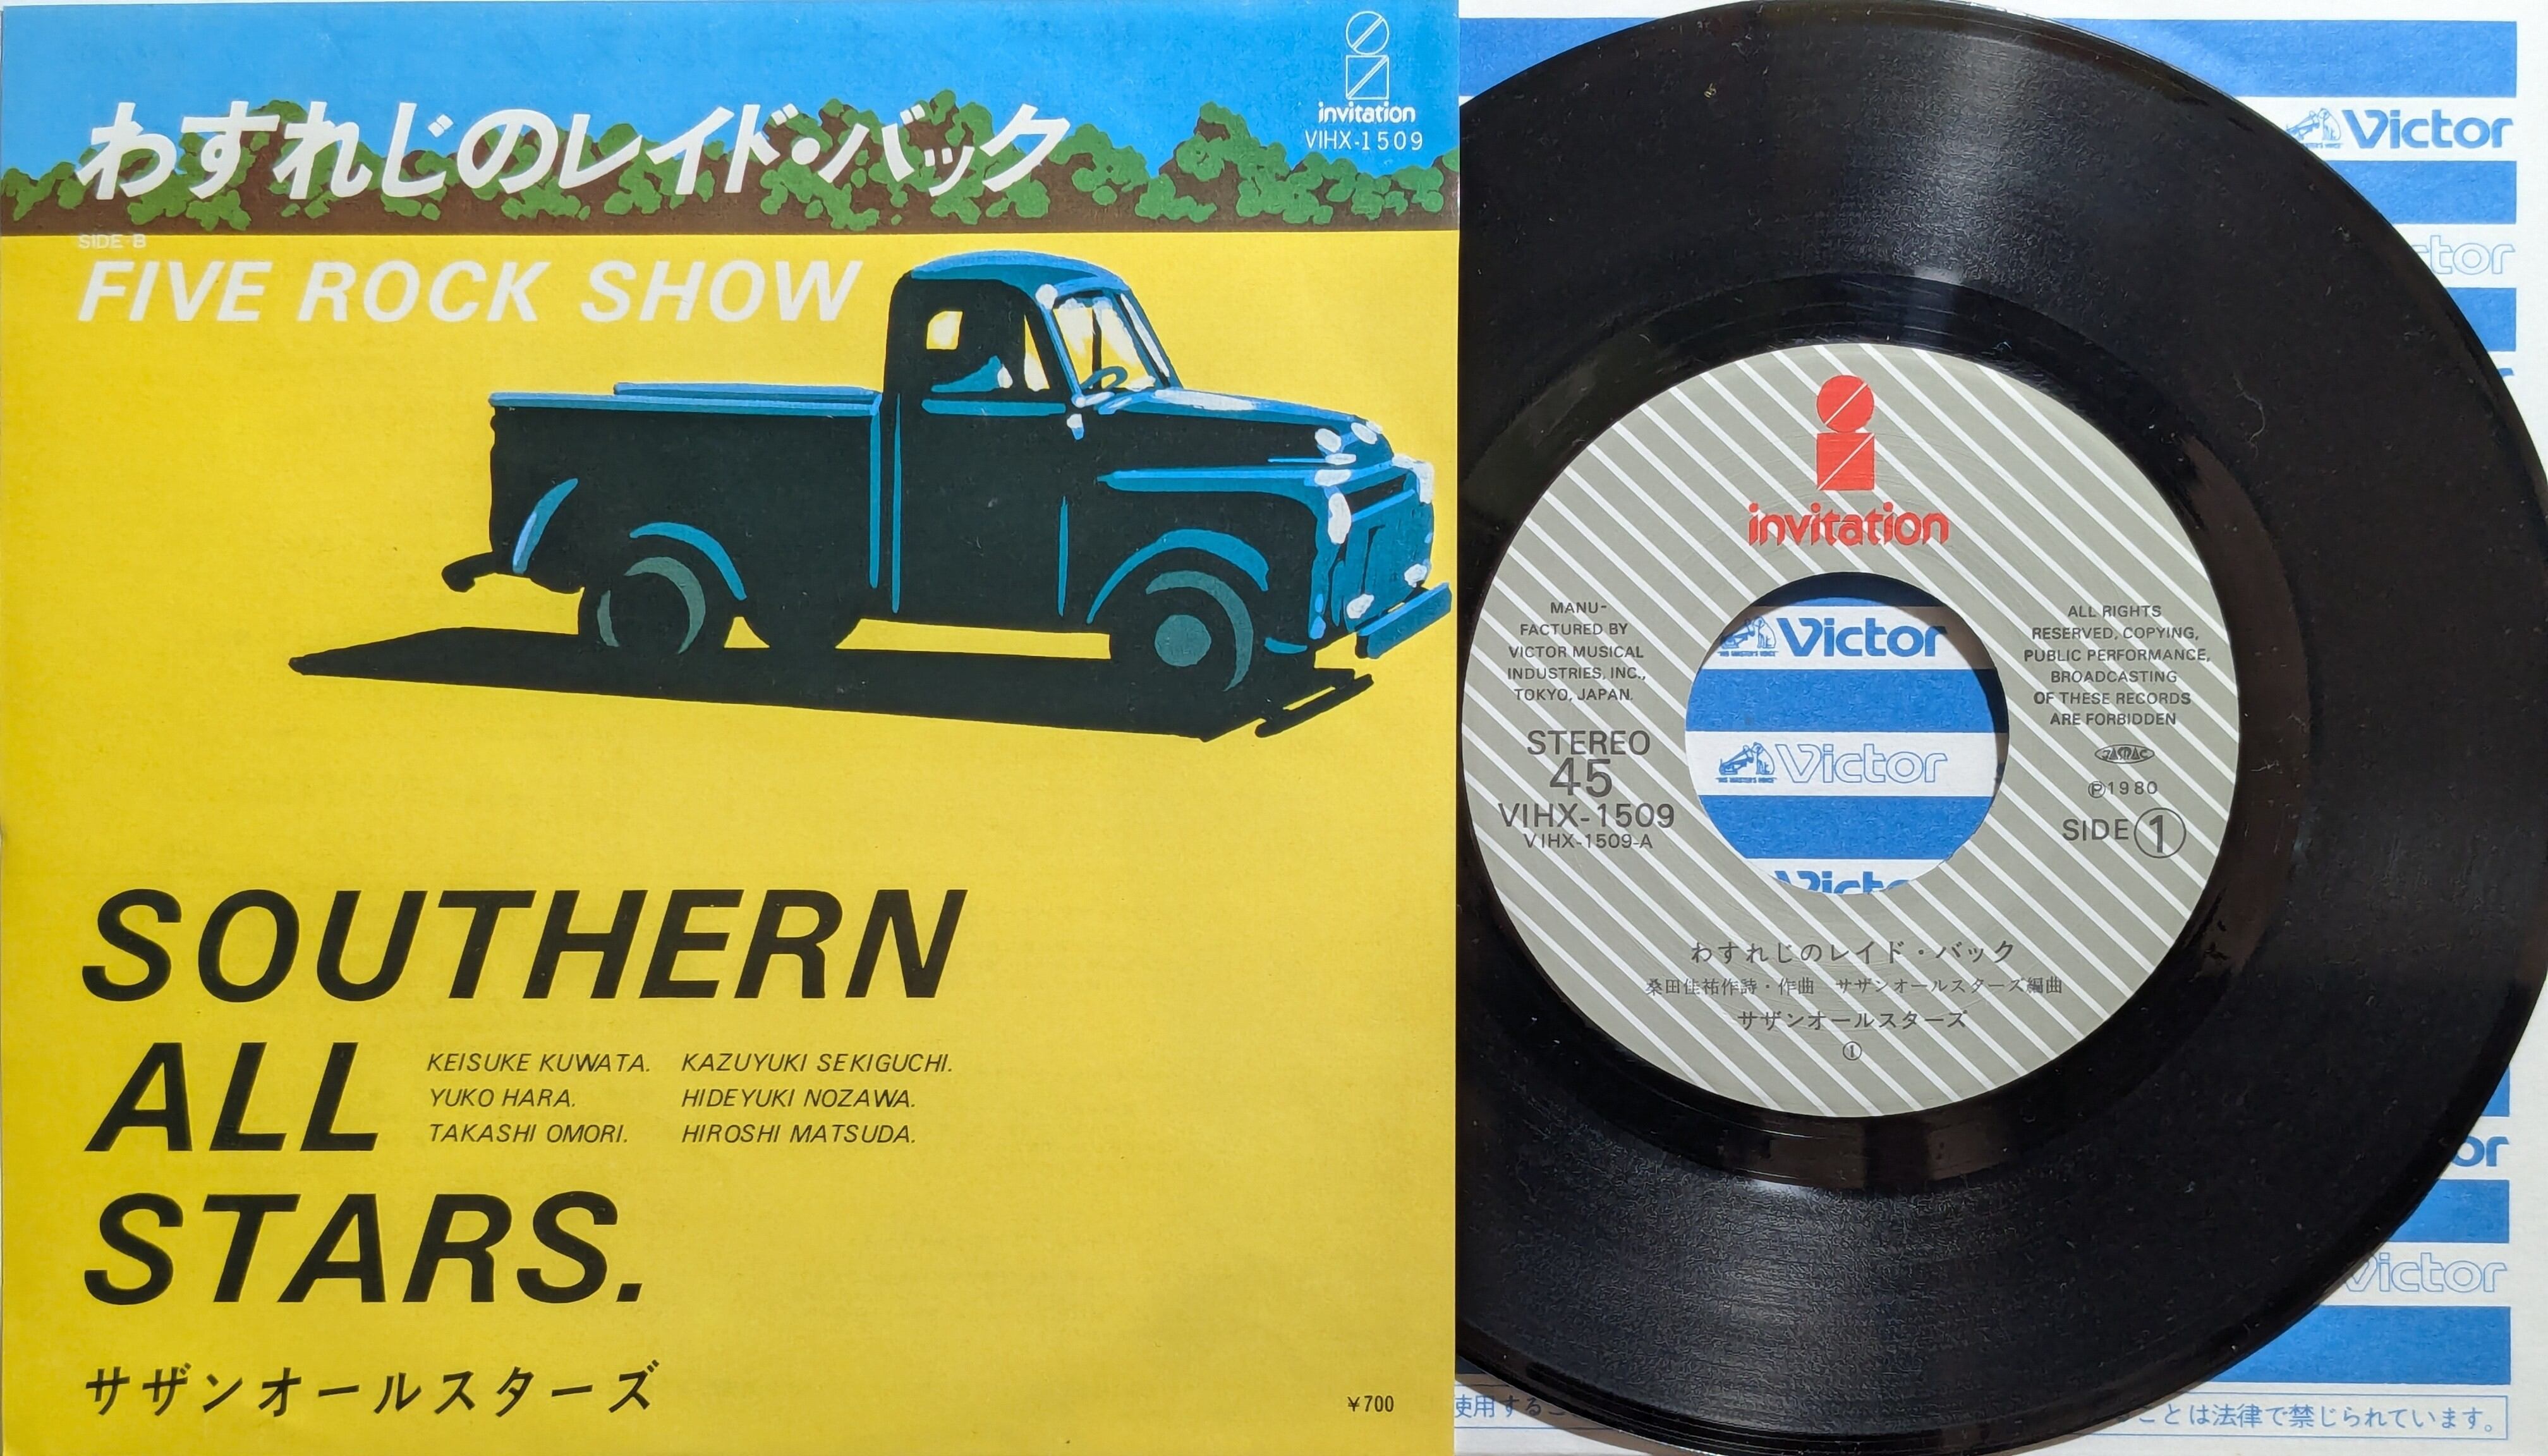 わすれじのレイド・バック
invitation
VIHX-1509
SIDE B
FIVE ROCK SHOW
SOUTHERN
ALL
STARS.
KEISUKE KUWATA. KAZUYUKI SEKIGUCHI.
YUKO HARA. HIDEYUKI NOZAWA.
TAKASHI OMORI. HIROSHI MATSUDA.
サザンオールスターズ
¥700
invitation
MANU-
FACTURED BY
VICTOR MUSICAL
INDUSTRIES, INC.,
TOKYO, JAPAN.
STEREO
45
VIHX-1509
VIHX-1509-A
ALL RIGHTS
RESERVED, COPYING,
PUBLIC PERFORMANCE,
BROADCASTING
OF THESE RECORDS
ARE FORBIDDEN
JASRAC
℗1980
SIDE 1
わすれじのレイド・バック
桑田佳祐作詩・作曲 サザンオールスターズ編曲
サザンオールスターズ
①
Victor
Victor
Victor
Victor
使用する
ことは法律で禁じられています。